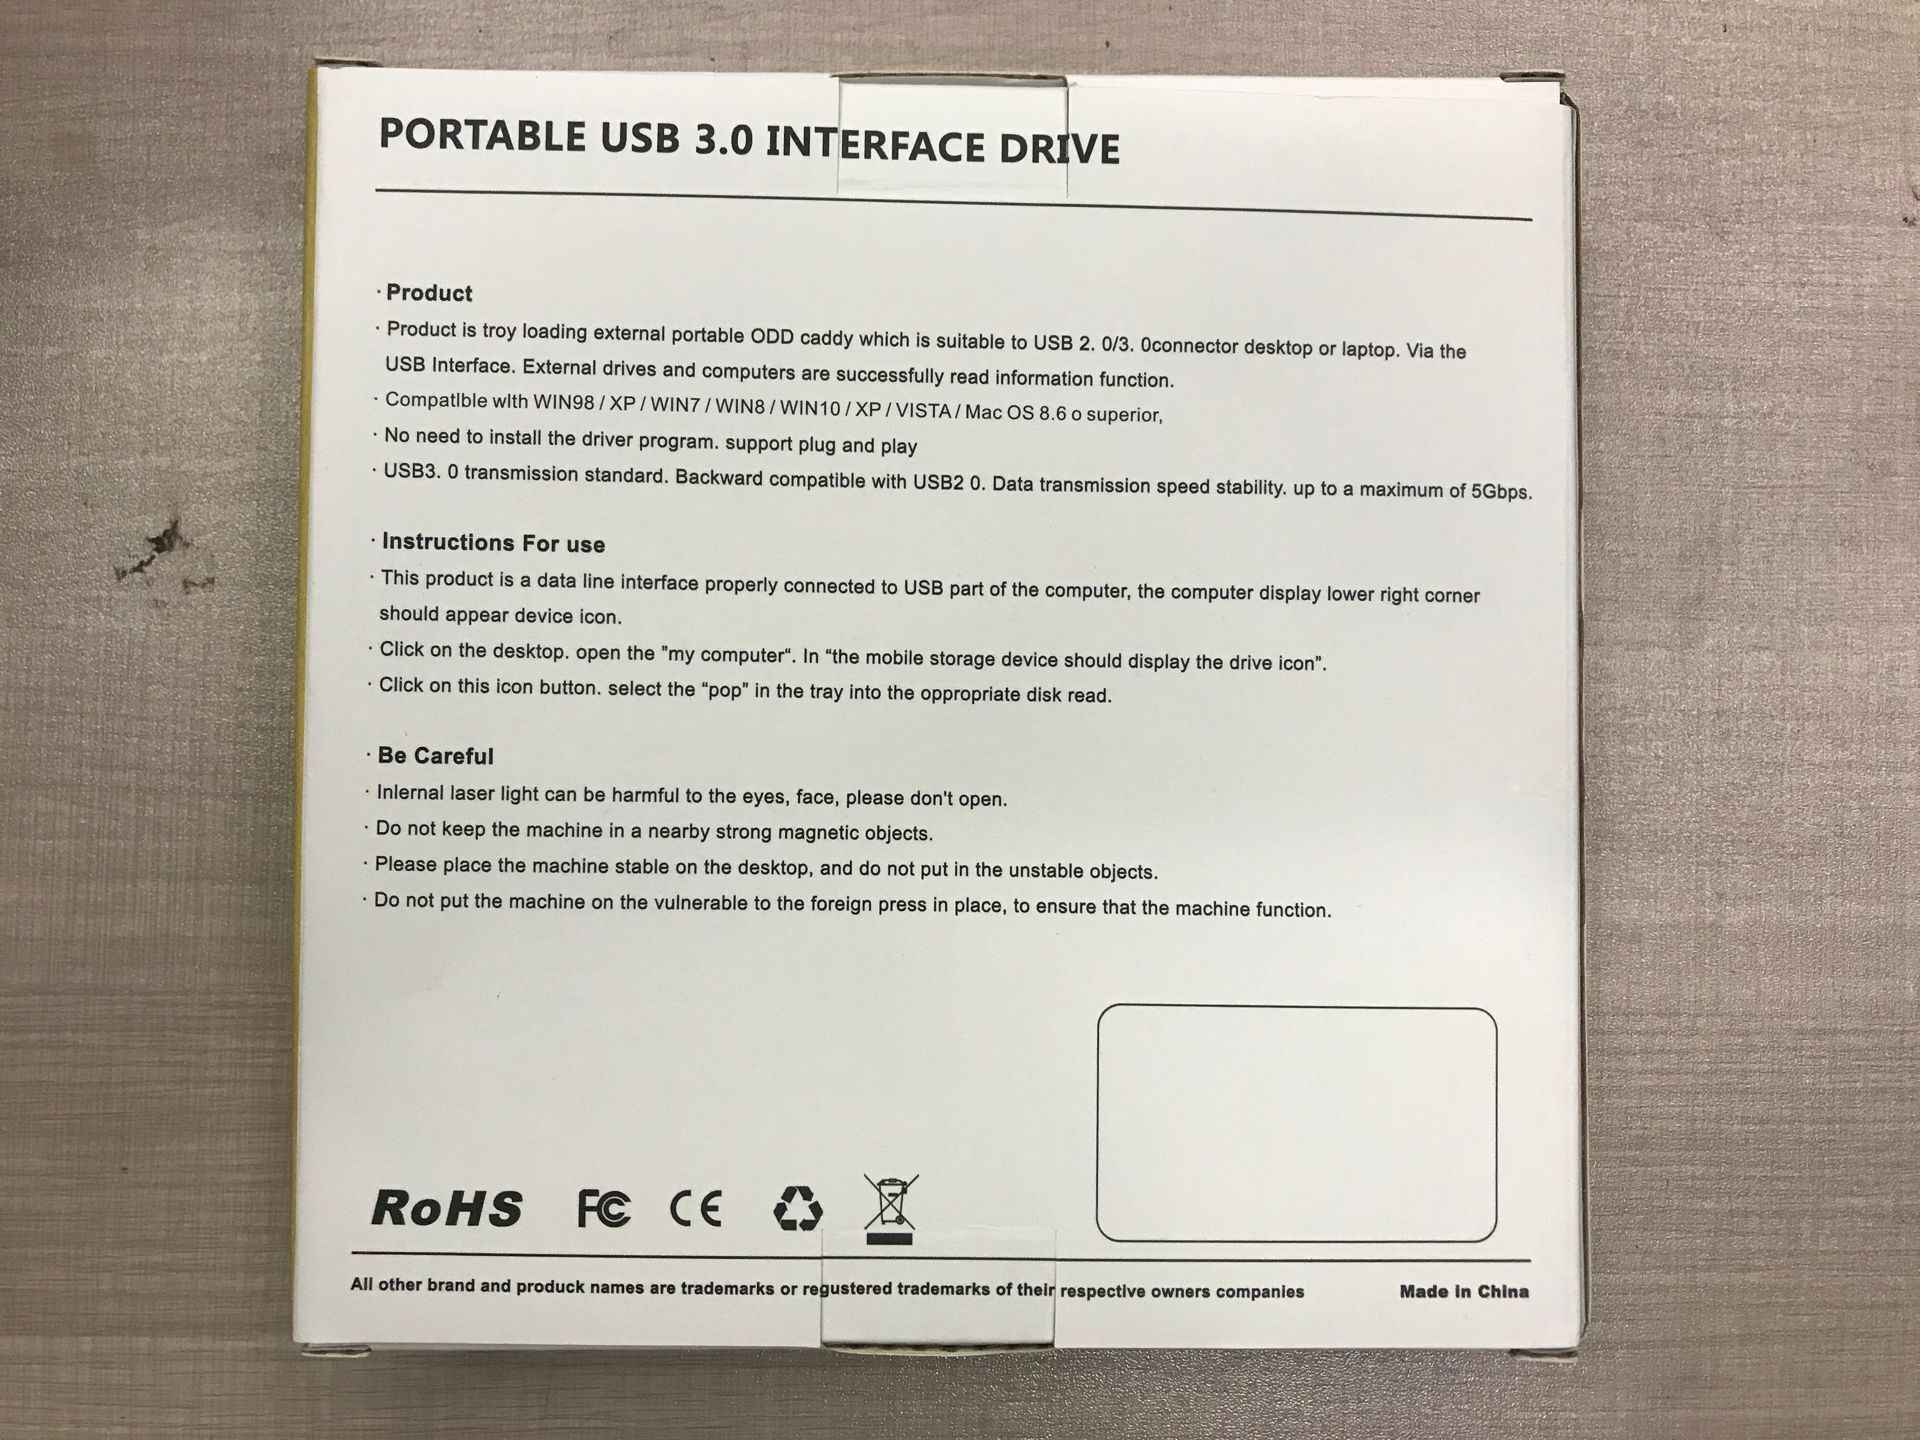 PORTABLE USB 3.0 INTERFACE DRIVE
· Product
· Product is troy loading external portable ODD caddy which is suitable to USB 2. 0/3. 0connector desktop or laptop. Via the
USB Interface. External drives and computers are successfully read information function.
· Compatlble wlth WIN98 / XP / WIN7 / WIN8 / WIN10 / XP / VISTA / Mac OS 8.6 o superior,
· No need to install the driver program. support plug and play
· USB3. 0 transmission standard. Backward compatible with USB2 0. Data transmission speed stability. up to a maximum of 5Gbps.
· Instructions For use
· This product is a data line interface properly connected to USB part of the computer, the computer display lower right corner
should appear device icon.
· Click on the desktop. open the "my computer“. In “the mobile storage device should display the drive icon”.
· Click on this icon button. select the “pop” in the tray into the oppropriate disk read.
· Be Careful
· Inlernal laser light can be harmful to the eyes, face, please don't open.
· Do not keep the machine in a nearby strong magnetic objects.
· Please place the machine stable on the desktop, and do not put in the unstable objects.
· Do not put the machine on the vulnerable to the foreign press in place, to ensure that the machine function.
RoHS FC CE
All other brand and produck names are trademarks or regustered trademarks of their respectlve owners companies Made in China